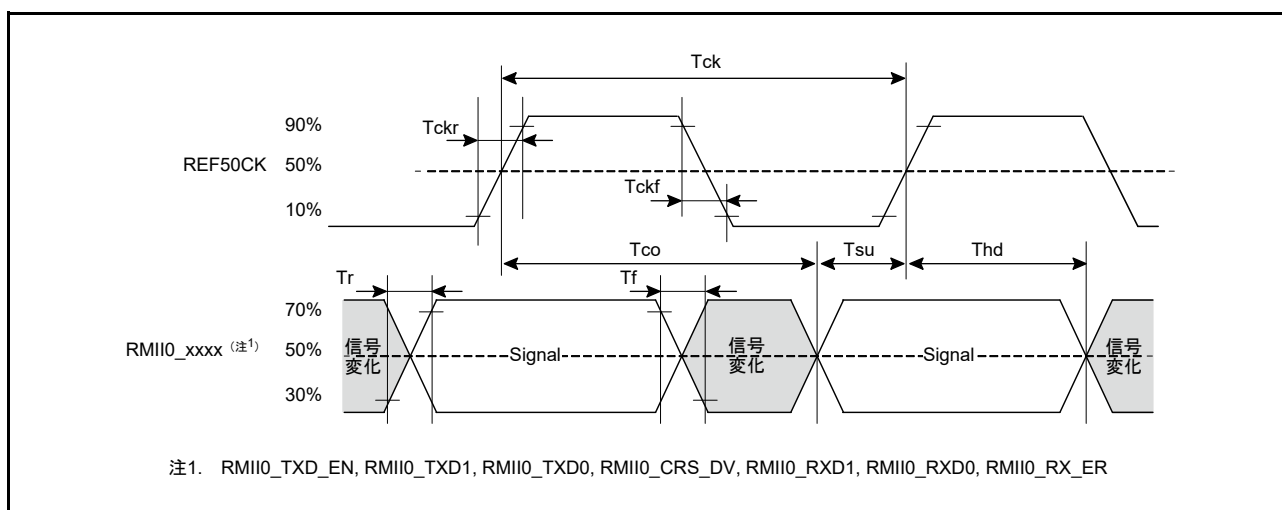 Tck
90%
Tckr
REF50CK 50%
Tckf
10%
Tco Tsu Thd
Tr Tf
70%
RMII0_xxxx (注1) 50% 信号変化 Signal 信号変化 Signal 信号変化
30%
注1. RMII0_TXD_EN, RMII0_TXD1, RMII0_TXD0, RMII0_CRS_DV, RMII0_RXD1, RMII0_RXD0, RMII0_RX_ER